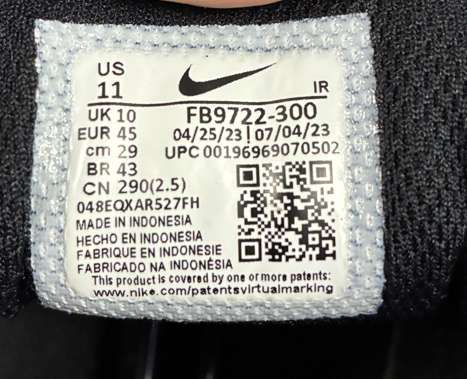 US
11
IR
UK 10
FB9722-300
EUR 45
04/25/23 | 07/04/23
cm 29
UPC 00196969070502
BR 43
CN 290(2.5)
048EQXAR527FH
MADE IN INDONESIA
HECHO EN INDONESIA
FABRIQUE EN INDONESIE
FABRICADO NA INDONÉSIA
This product is covered by one or more patents:
www.nike.com/patentsvirtualmarking